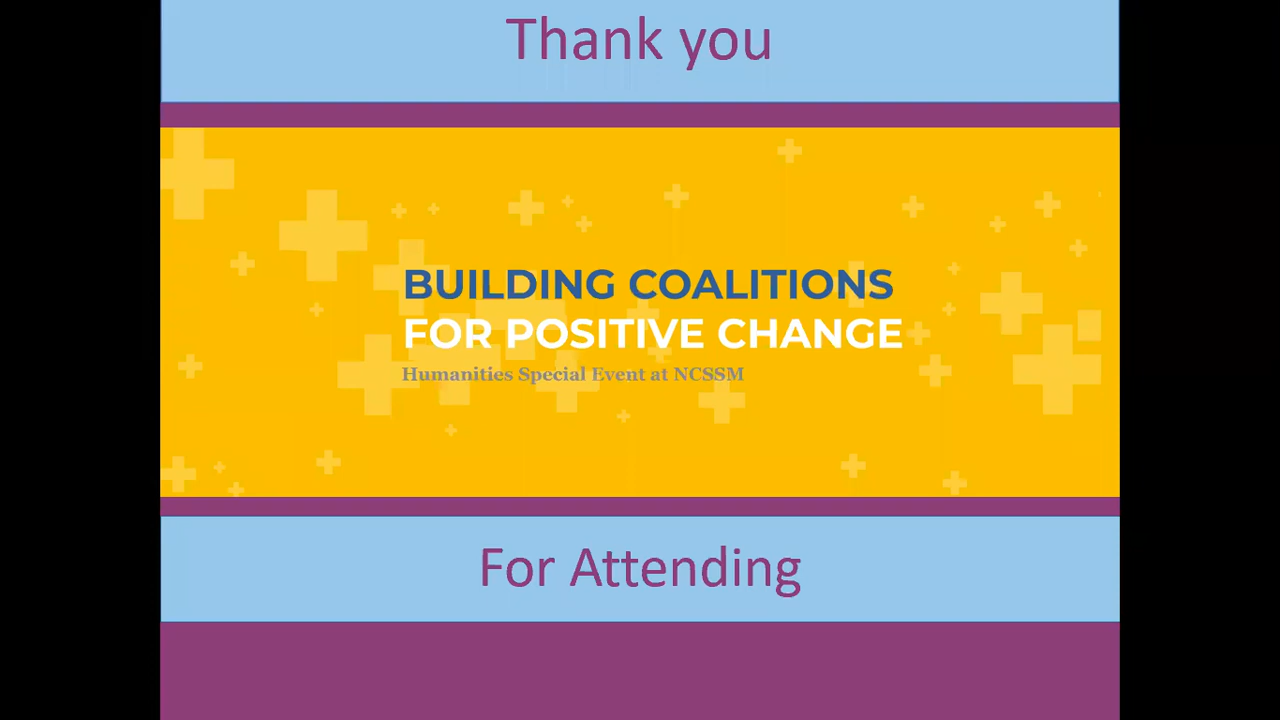 Thank you
BUILDING COALITIONS
FOR POSITIVE CHANGE
Humanities Special Event at NCSSM
For Attending